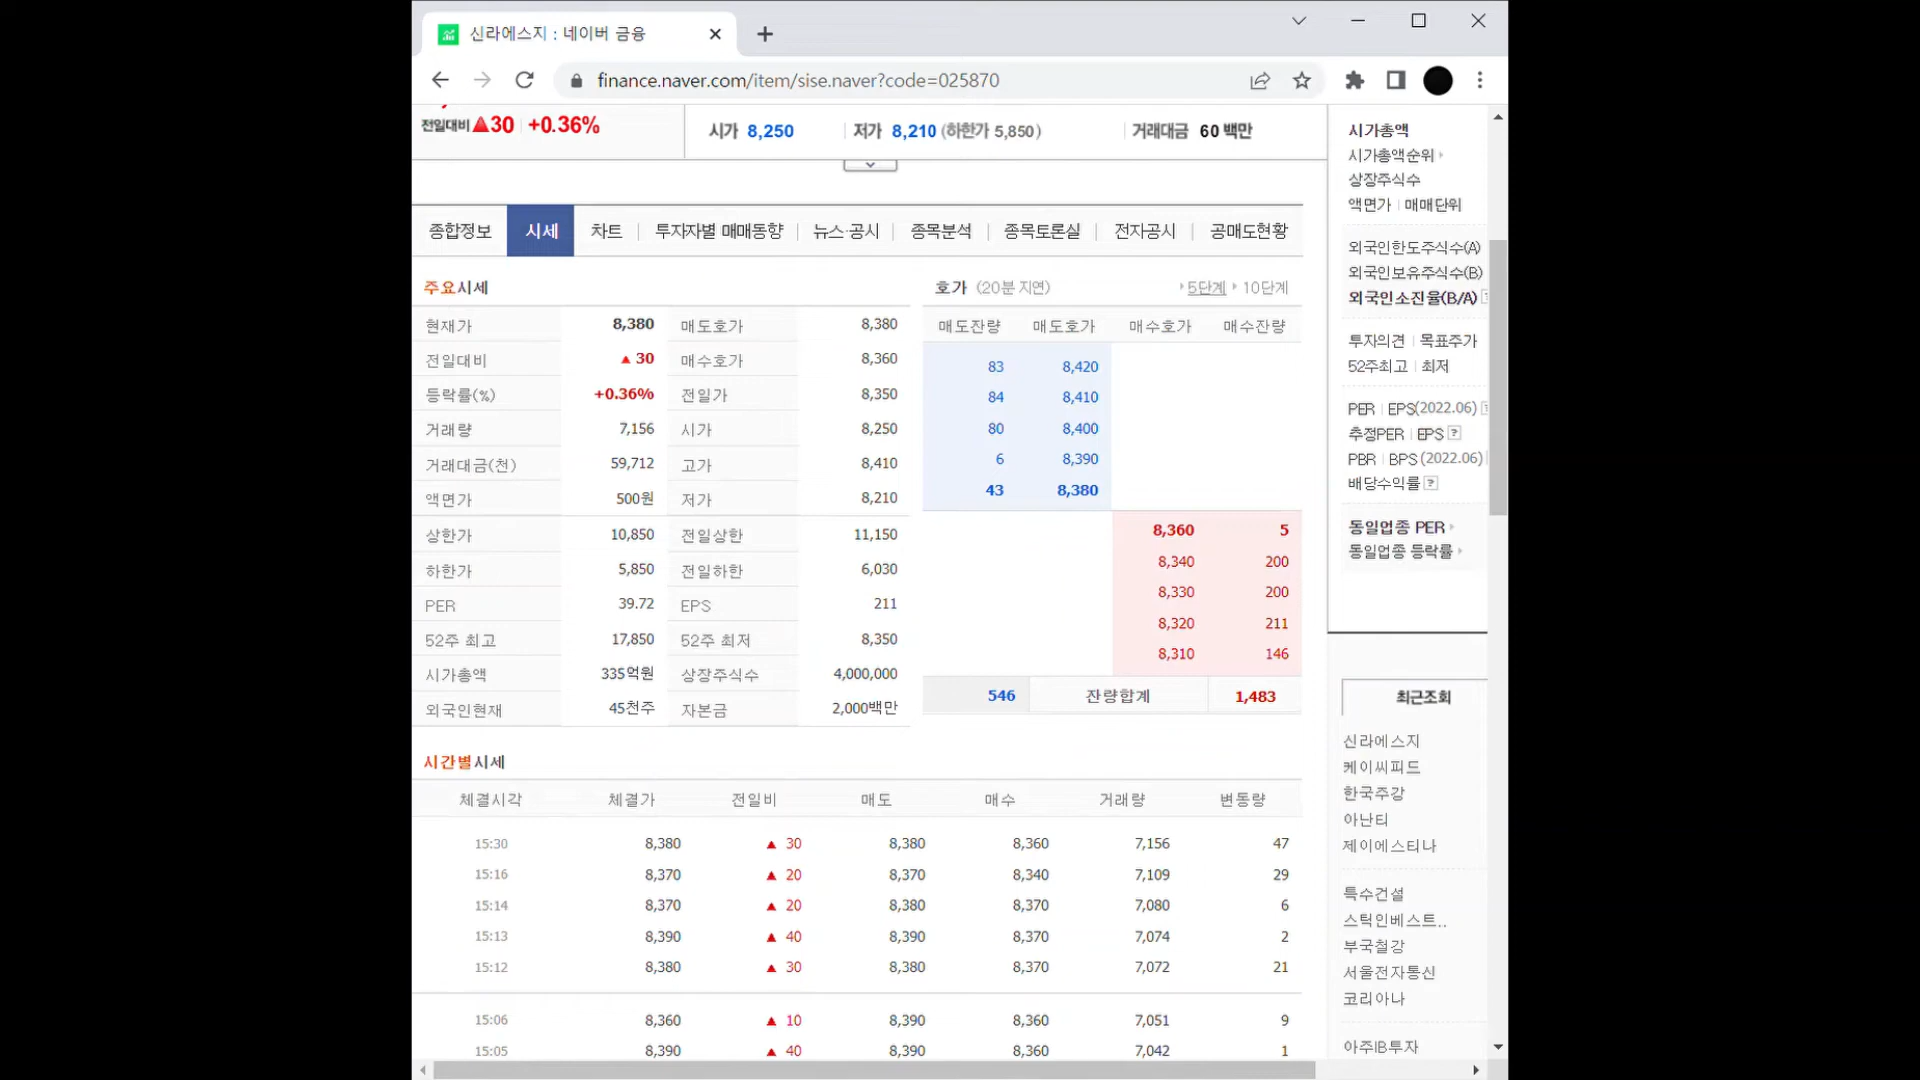 신라에스지 : 네이버 금융
finance.naver.com/item/sise.naver?code=025870
전일대비 ▲30 +0.36%
시가 8,250 저가 8,210 (하한가 5,850) 거래대금 60 백만
종합정보 시세 차트 투자자별 매매동향 뉴스·공시 종목분석 종목토론실 전자공시 공매도현황
주요시세
현재가 8,380 매도호가 8,380
전일대비 ▲ 30 매수호가 8,360
등락률(%) +0.36% 전일가 8,350
거래량 7,156 시가 8,250
거래대금(천) 59,712 고가 8,410
액면가 500원 저가 8,210
상한가 10,850 전일상한 11,150
하한가 5,850 전일하한 6,030
PER 39.72 EPS 211
52주 최고 17,850 52주 최저 8,350
시가총액 335억원 상장주식수 4,000,000
외국인현재 45천주 자본금 2,000백만
호가 (20분 지연) 5단계 10단계
매도잔량 매도호가 매수호가 매수잔량
83 8,420
84 8,410
80 8,400
6 8,390
43 8,380
8,360 5
8,340 200
8,330 200
8,320 211
8,310 146
546 잔량합계 1,483
시간별시세
체결시각 체결가 전일비 매도 매수 거래량 변동량
15:30 8,380 ▲ 30 8,380 8,360 7,156 47
15:16 8,370 ▲ 20 8,370 8,340 7,109 29
15:14 8,370 ▲ 20 8,380 8,370 7,080 6
15:13 8,390 ▲ 40 8,390 8,370 7,074 2
15:12 8,380 ▲ 30 8,380 8,370 7,072 21
15:06 8,360 ▲ 10 8,390 8,360 7,051 9
15:05 8,390 ▲ 40 8,390 8,360 7,042 1
시가총액
시가총액순위
상장주식수
액면가 매매단위
외국인한도주식수(A)
외국인보유주식수(B)
외국인소진율(B/A) ?
투자의견 목표주가
52주최고 최저
PER EPS(2022.06) ?
추정PER EPS ?
PBR BPS (2022.06)
배당수익률 ?
동일업종 PER
동일업종 등락률
최근조회
신라에스지
케이씨피드
한국주강
아난티
제이에스티나
특수건설
스틱인베스트..
부국철강
서울전자통신
코리아나
아주IB투자